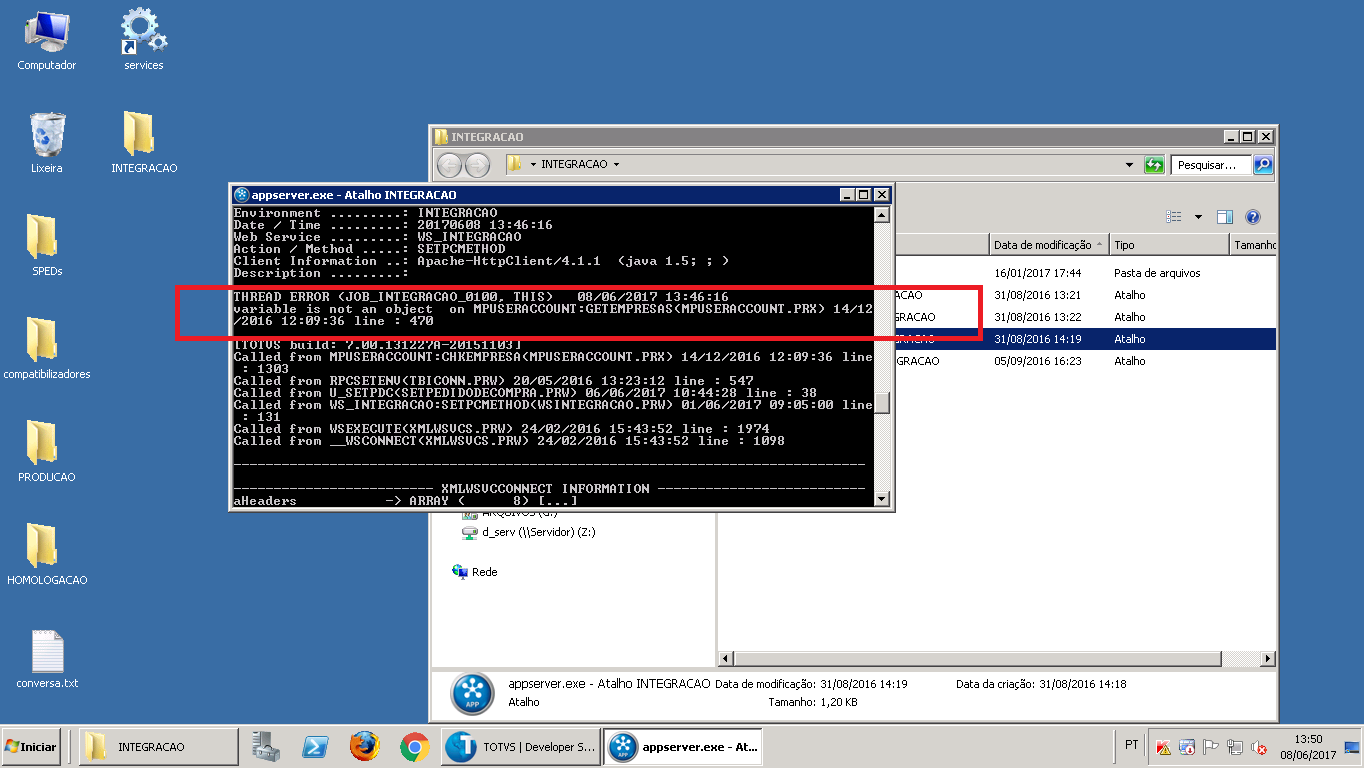 Computador
services
Lixeira
INTEGRACAO
SPEDs
compatibilizadores
PRODUCAO
HOMOLOGACAO
conversa.txt
INTEGRACAO
INTEGRACAO
Pesquisar...
Data de modificação
Tipo
Tamanho
16/01/2017 17:44
Pasta de arquivos
31/08/2016 13:21
Atalho
31/08/2016 13:22
Atalho
31/08/2016 14:19
Atalho
05/09/2016 16:23
Atalho
appserver.exe - Atalho INTEGRACAO
Environment .........: INTEGRACAO
Date / Time .........: 20170608 13:46:16
Web Service .........: WS_INTEGRACAO
Action / Method .....: SETPCMETHOD
Client Information ..: Apache-HttpClient/4.1.1 (java 1.5; ; )
Description .........:
THREAD ERROR (JOB_INTEGRACAO_0100, THIS) 08/06/2017 13:46:16
variable is not an object on MPUSERACCOUNT:GETEMPRESAS(MPUSERACCOUNT.PRX) 14/12
/2016 12:09:36 line : 470
[TOTVS build: 7.00.131227A-20151103]
Called from MPUSERACCOUNT:CHKEMPRESA(MPUSERACCOUNT.PRX) 14/12/2016 12:09:36 line
: 1303
Called from RPCSETENV(TBICONN.PRW) 20/05/2016 13:23:12 line : 547
Called from U_SETPDC(SETPEDIDODECOMPRA.PRW) 06/06/2017 10:44:28 line : 38
Called from WS_INTEGRACAO:SETPCMETHOD(WSINTEGRACAO.PRW) 01/06/2017 09:05:00 line
: 131
Called from WSEXECUTE(XMLWSVCS.PRW) 24/02/2016 15:43:52 line : 1974
Called from __WSCONNECT(XMLWSVCS.PRW) 24/02/2016 15:43:52 line : 1098
------------------------- XMLWSVCCONNECT INFORMATION --------------------------
aHeaders -> ARRAY ( 8) [...]
d_serv (\\Servidor) (Z:)
Rede
appserver.exe - Atalho INTEGRACAO Data de modificação: 31/08/2016 14:19 Data da criação: 31/08/2016 14:18
Atalho Tamanho: 1,20 KB
APP
Iniciar
INTEGRACAO
TOTVS | Developer S...
appserver.exe - At...
PT
13:50
08/06/2017